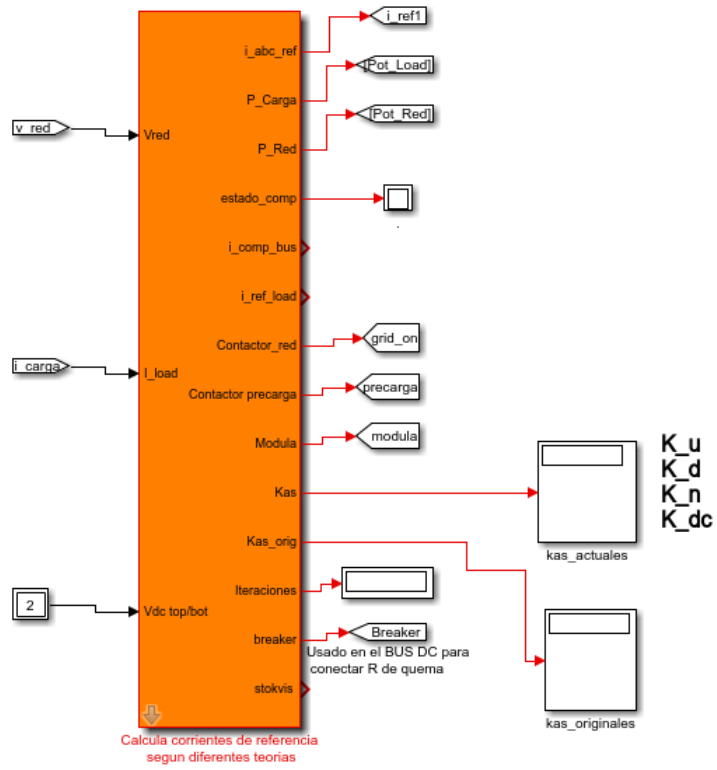 i_abc_ref
i_ref1
P_Carga
[Pot_Load]
v_red
Vred
P_Red
[Pot_Red]
estado_comp
.
i_comp_bus
i_ref_load
Contactor_red
grid_on
i_carga
I_load
Contactor precarga
precarga
Modula
modula
K_u
K_d
K_n
K_dc
Kas
kas_actuales
Kas_orig
Iteraciones
2
Vdc top/bot
breaker
Breaker
Usado en el BUS DC para
conectar R de quema
stokvis
kas_originales
Calcula corrientes de referencia
segun diferentes teorias